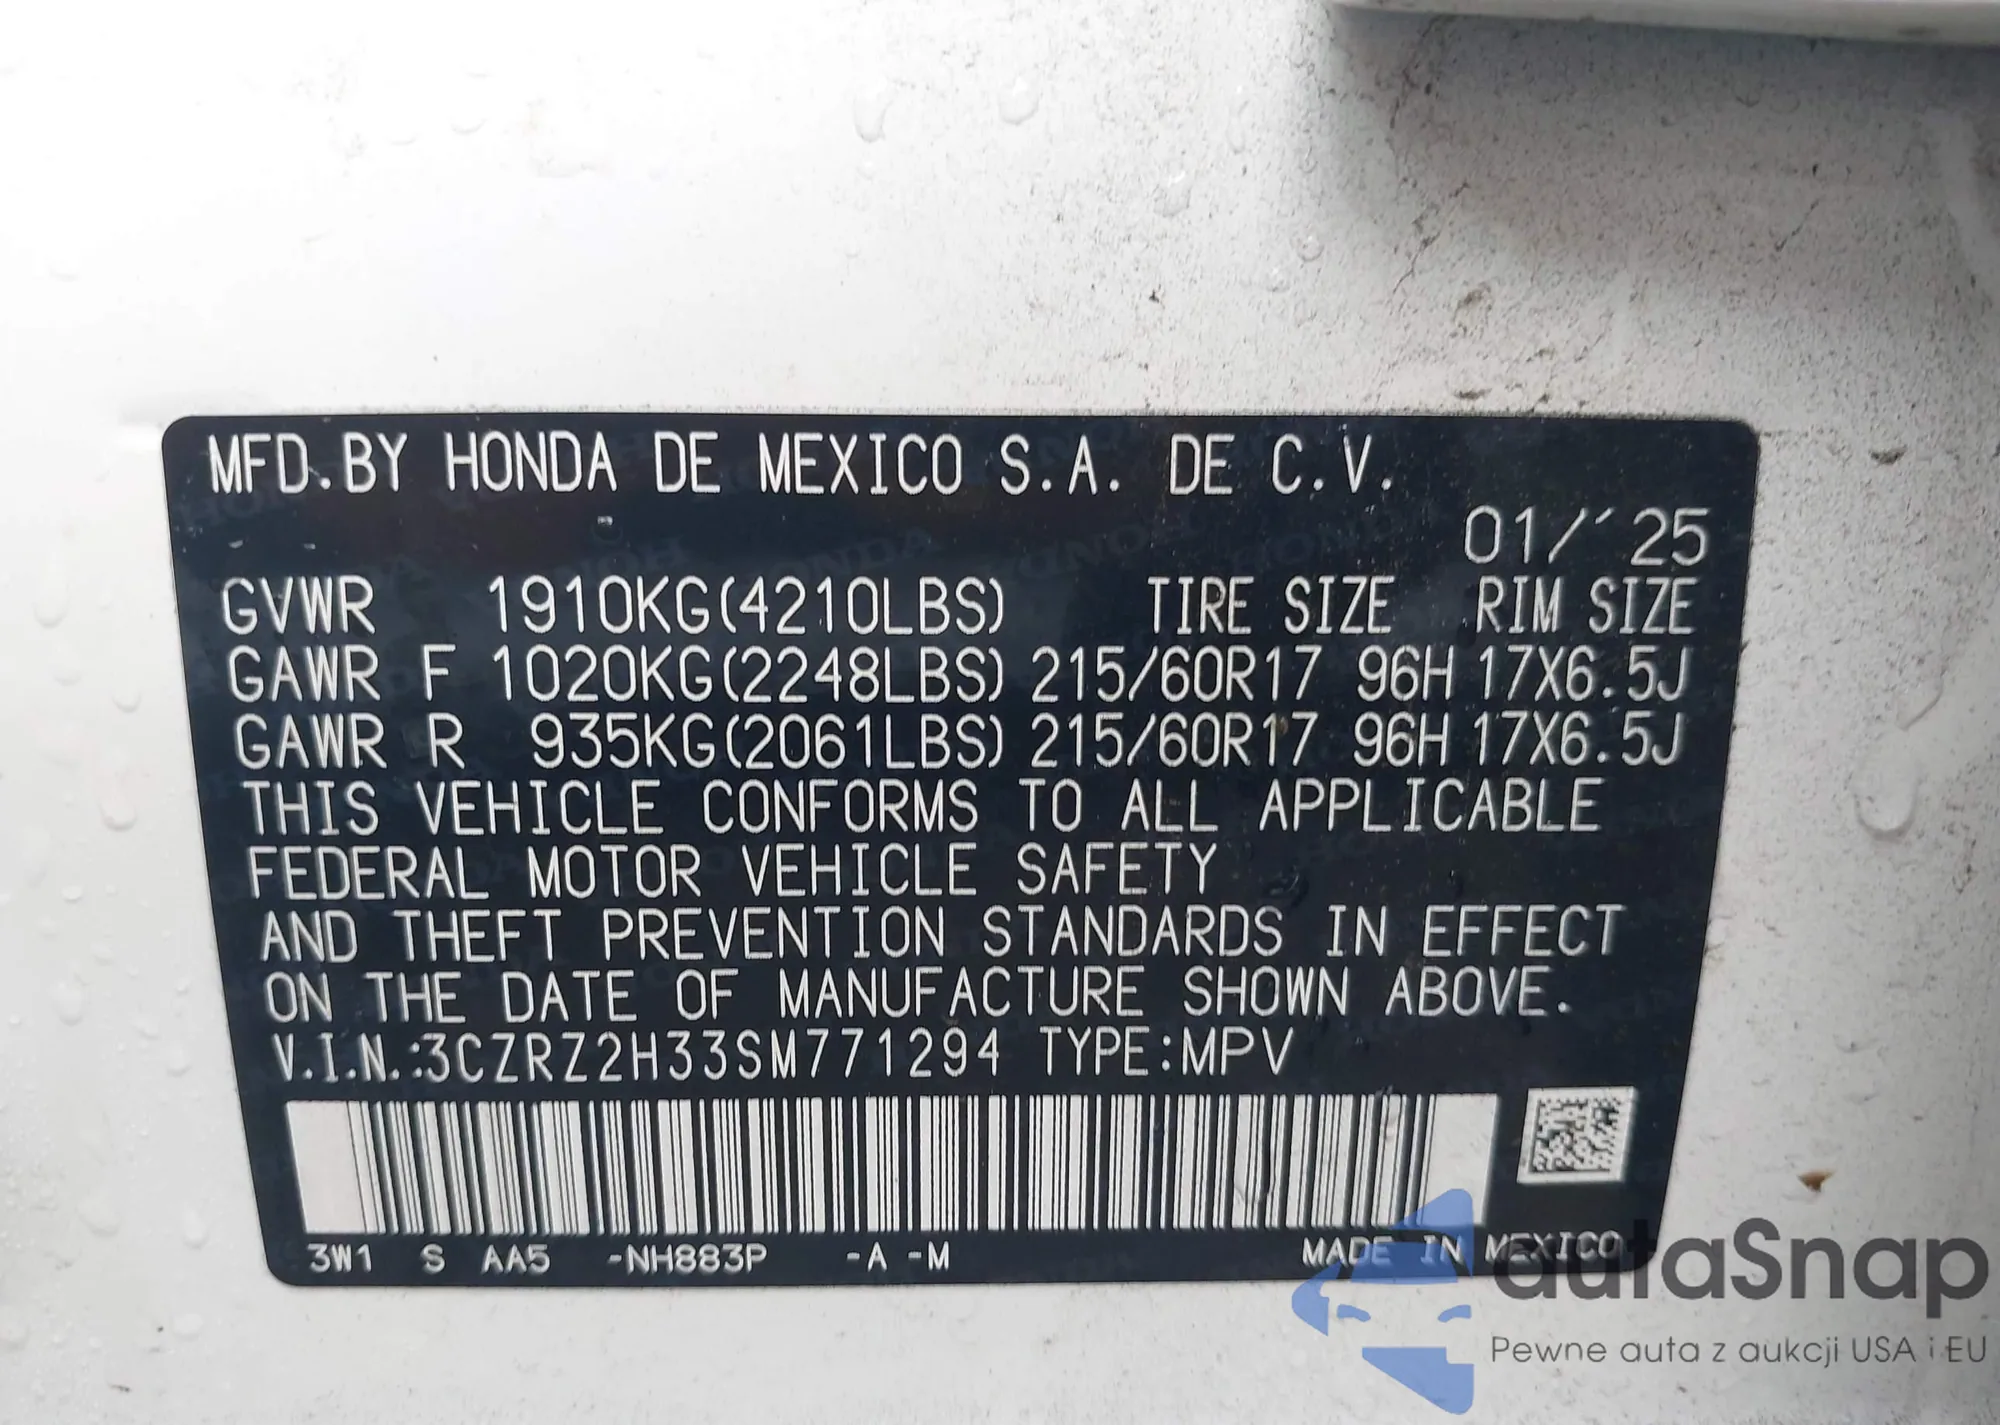 MFD.BY HONDA DE MEXICO S.A. DE C.V.
01/´25
GVWR 1910KG(4210LBS) TIRE SIZE RIM SIZE
GAWR F 1020KG(2248LBS) 215/60R17 96H 17X6.5J
GAWR R 935KG(2061LBS) 215/60R17 96H 17X6.5J
THIS VEHICLE CONFORMS TO ALL APPLICABLE
FEDERAL MOTOR VEHICLE SAFETY
AND THEFT PREVENTION STANDARDS IN EFFECT
ON THE DATE OF MANUFACTURE SHOWN ABOVE.
V.I.N.:3CZRZ2H33SM771294 TYPE:MPV
3W1 S AA5 -NH883P -A -M MADE IN MEXICO
autaSnap
Pewne auta z aukcji USA i EU